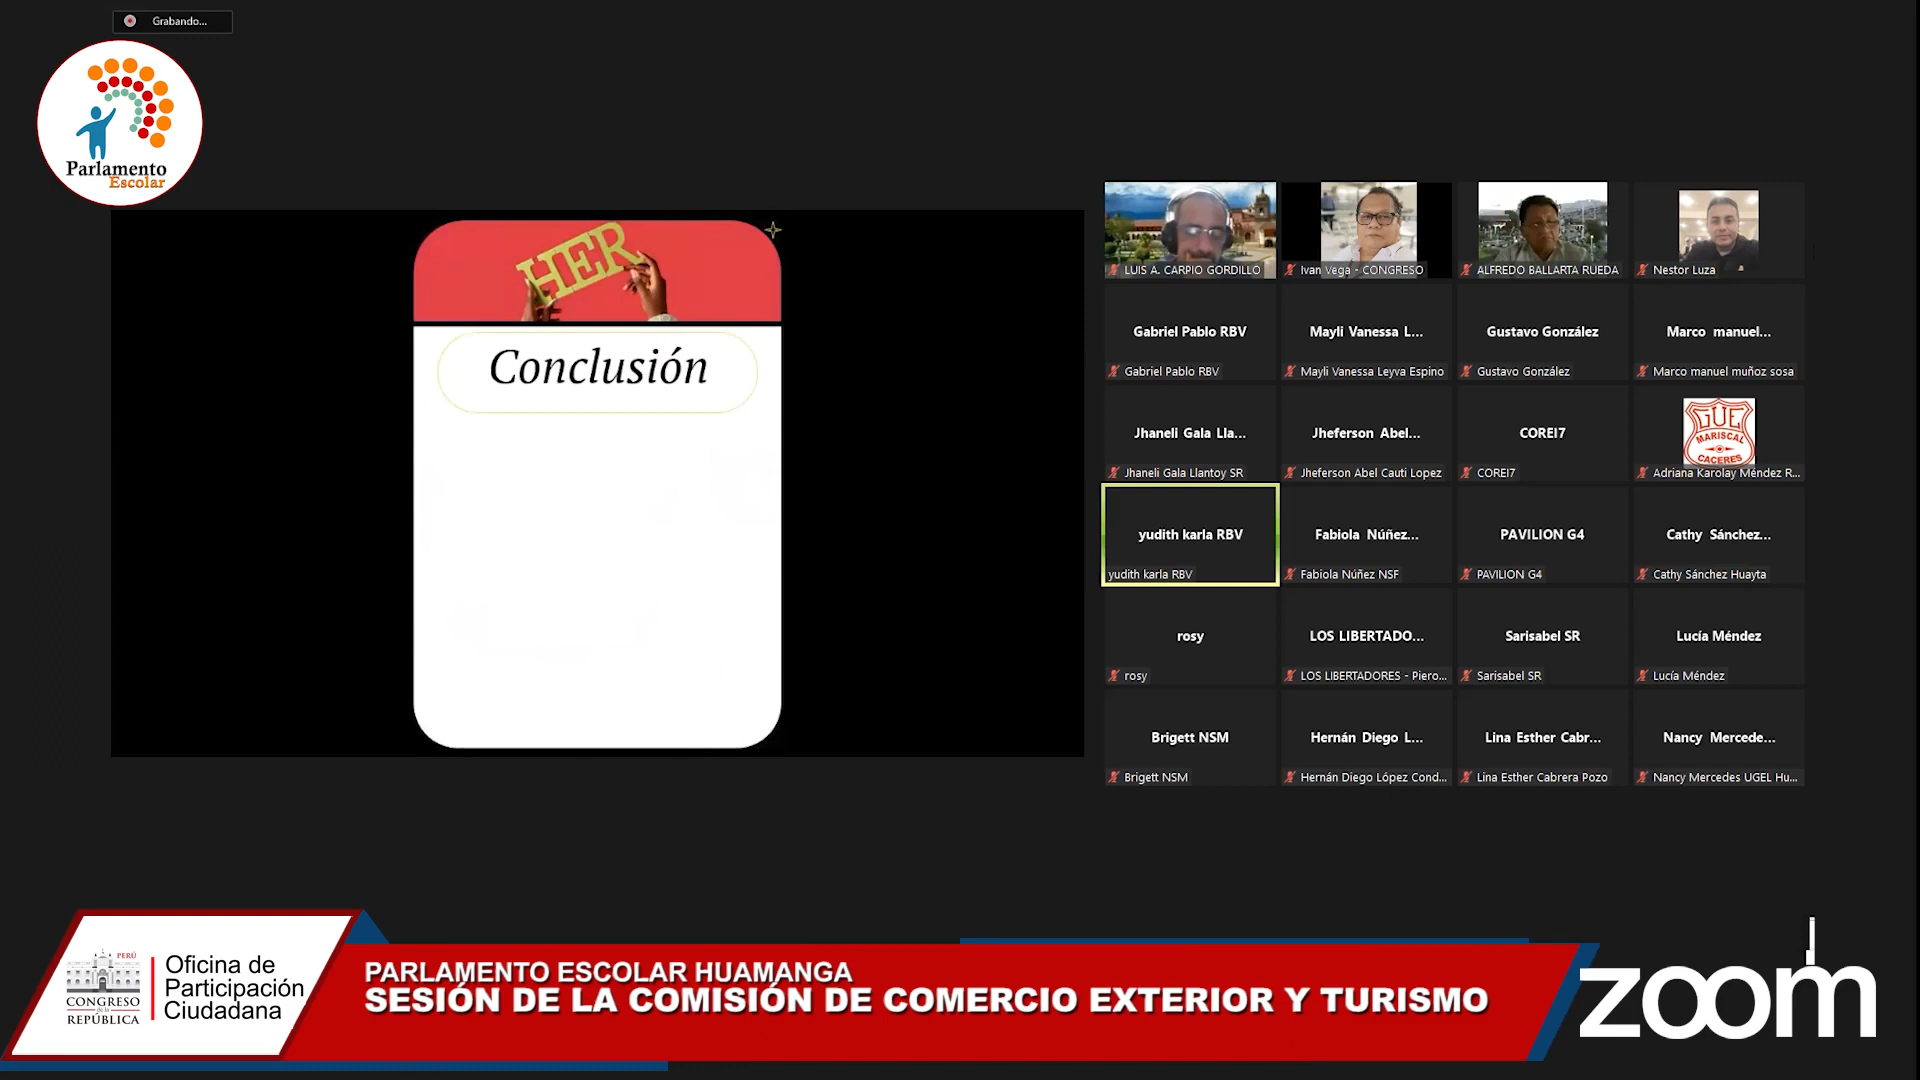 Grabando...
Parlamento
Escolar
HER
Conclusión
LUIS A. CARPIO GORDILLO
Ivan Vega - CONGRESO
ALFREDO BALLARTA RUEDA
Nestor Luza
Gabriel Pablo RBV
Mayli Vanessa L...
Gustavo González
Marco manuel...
Gabriel Pablo RBV
Mayli Vanessa Leyva Espino
Gustavo González
Marco manuel muñoz sosa
Jhaneli Gala Lla...
Jheferson Abel...
COREI7
GUE
MARISCAL
CACERES
Jhaneli Gala Llantoy SR
Jheferson Abel Cauti Lopez
COREI7
Adriana Karolay Méndez R...
yudith karla RBV
Fabiola Núñez...
PAVILION G4
Cathy Sánchez...
yudith karla RBV
Fabiola Núñez NSF
PAVILION G4
Cathy Sánchez Huayta
rosy
LOS LIBERTADO...
Sarisabel SR
Lucía Méndez
rosy
LOS LIBERTADORES - Piero...
Sarisabel SR
Lucía Méndez
Brigett NSM
Hernán Diego L...
Lina Esther Cabr...
Nancy Mercede...
Brigett NSM
Hernán Diego López Cond...
Lina Esther Cabrera Pozo
Nancy Mercedes UGEL Hu...
PERÚ
CONGRESO
de la
REPÚBLICA
Oficina de
Participación
Ciudadana
PARLAMENTO ESCOLAR HUAMANGA
SESIÓN DE LA COMISIÓN DE COMERCIO EXTERIOR Y TURISMO
zoom